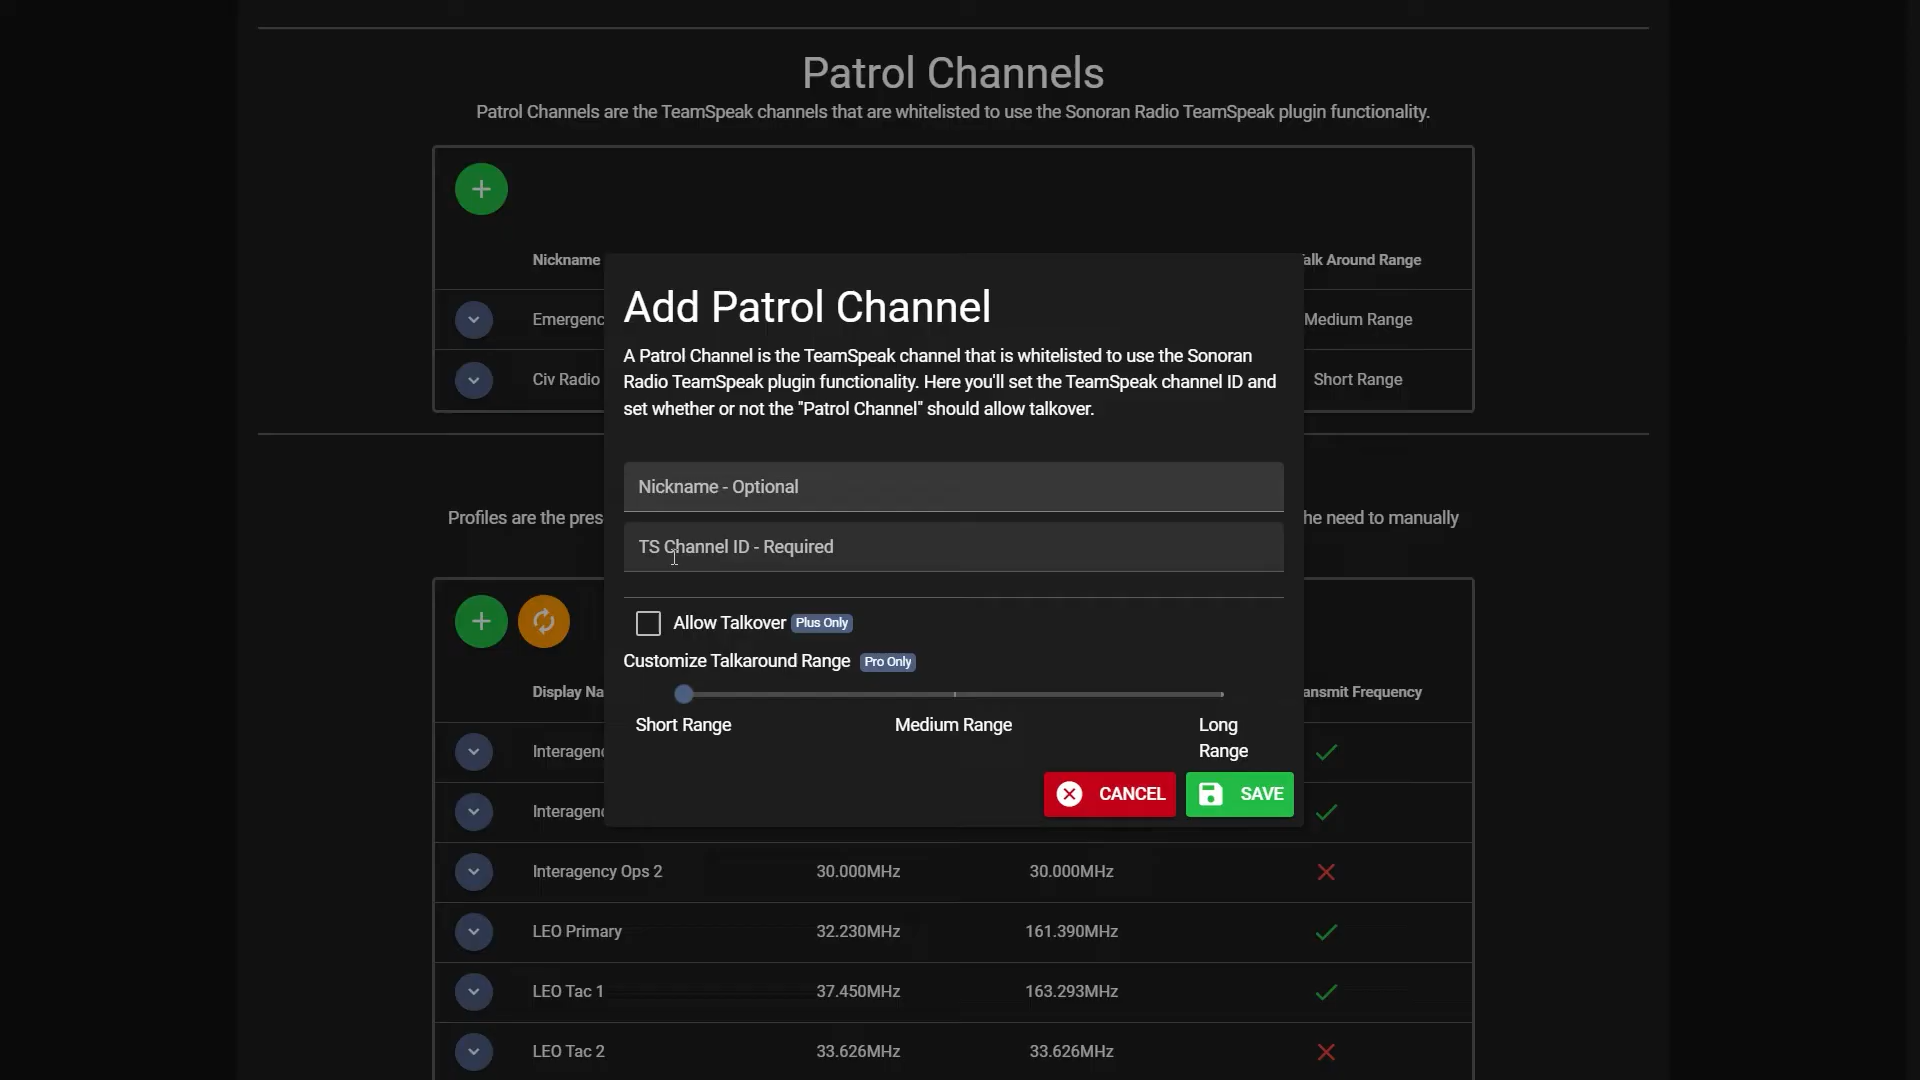 Patrol Channels
Patrol Channels are the TeamSpeak channels that are whitelisted to use the Sonoran Radio TeamSpeak plugin functionality.
Nickname
alk Around Range
Emergenc
Medium Range
Civ Radio
Short Range
Add Patrol Channel
A Patrol Channel is the TeamSpeak channel that is whitelisted to use the Sonoran
Radio TeamSpeak plugin functionality. Here you'll set the TeamSpeak channel ID and
set whether or not the "Patrol Channel" should allow talkover.
Nickname - Optional
Profiles are the pres
he need to manually
TS Channel ID - Required
Allow Talkover Plus Only
Customize Talkaround Range Pro Only
Display Na
ansmit Frequency
Short Range Medium Range Long
Range
Interagenc
CANCEL SAVE
Interagenc
Interagency Ops 2 30.000MHz 30.000MHz
LEO Primary 32.230MHz 161.390MHz
LEO Tac 1 37.450MHz 163.293MHz
LEO Tac 2 33.626MHz 33.626MHz